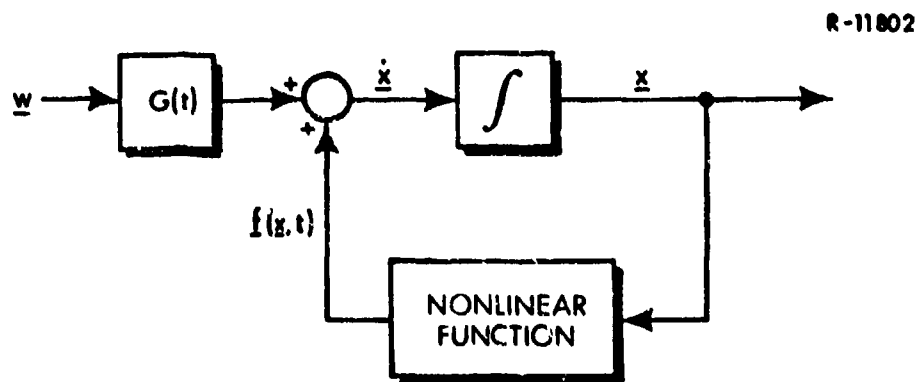 R-11802
w
G(t)
+
+
ẋ
∫
x
f(x,t)
NONLINEAR
FUNCTION